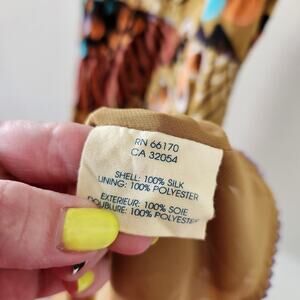 RN 66170
CA 32054
SHELL: 100% SILK
LINING: 100% POLYESTER
EXTERIEUR: 100% SOIE
DOUBLURE: 100% POLYESTER